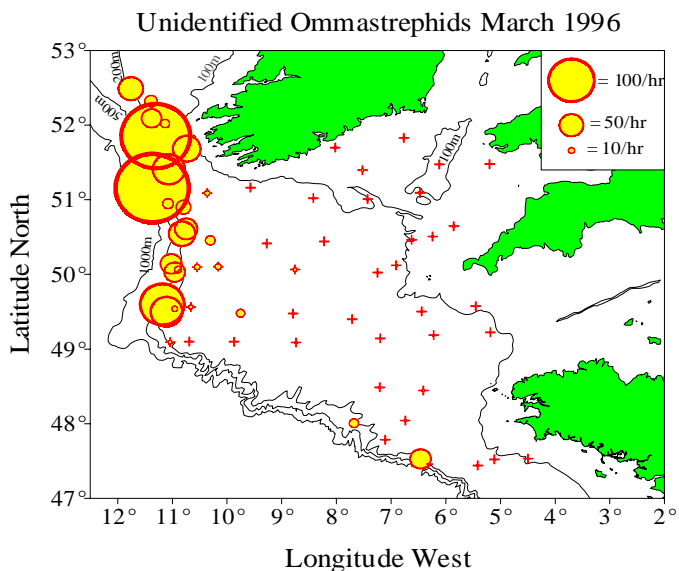 Unidentified Ommastrephids March 1996
53°
52°
51°
50°
49°
48°
47°
Latitude North
200m
100m
500m
100m
1000m
= 100/hr
= 50/hr
= 10/hr
12° 11° 10° 9° 8° 7° 6° 5° 4° 3° 2°
Longitude West